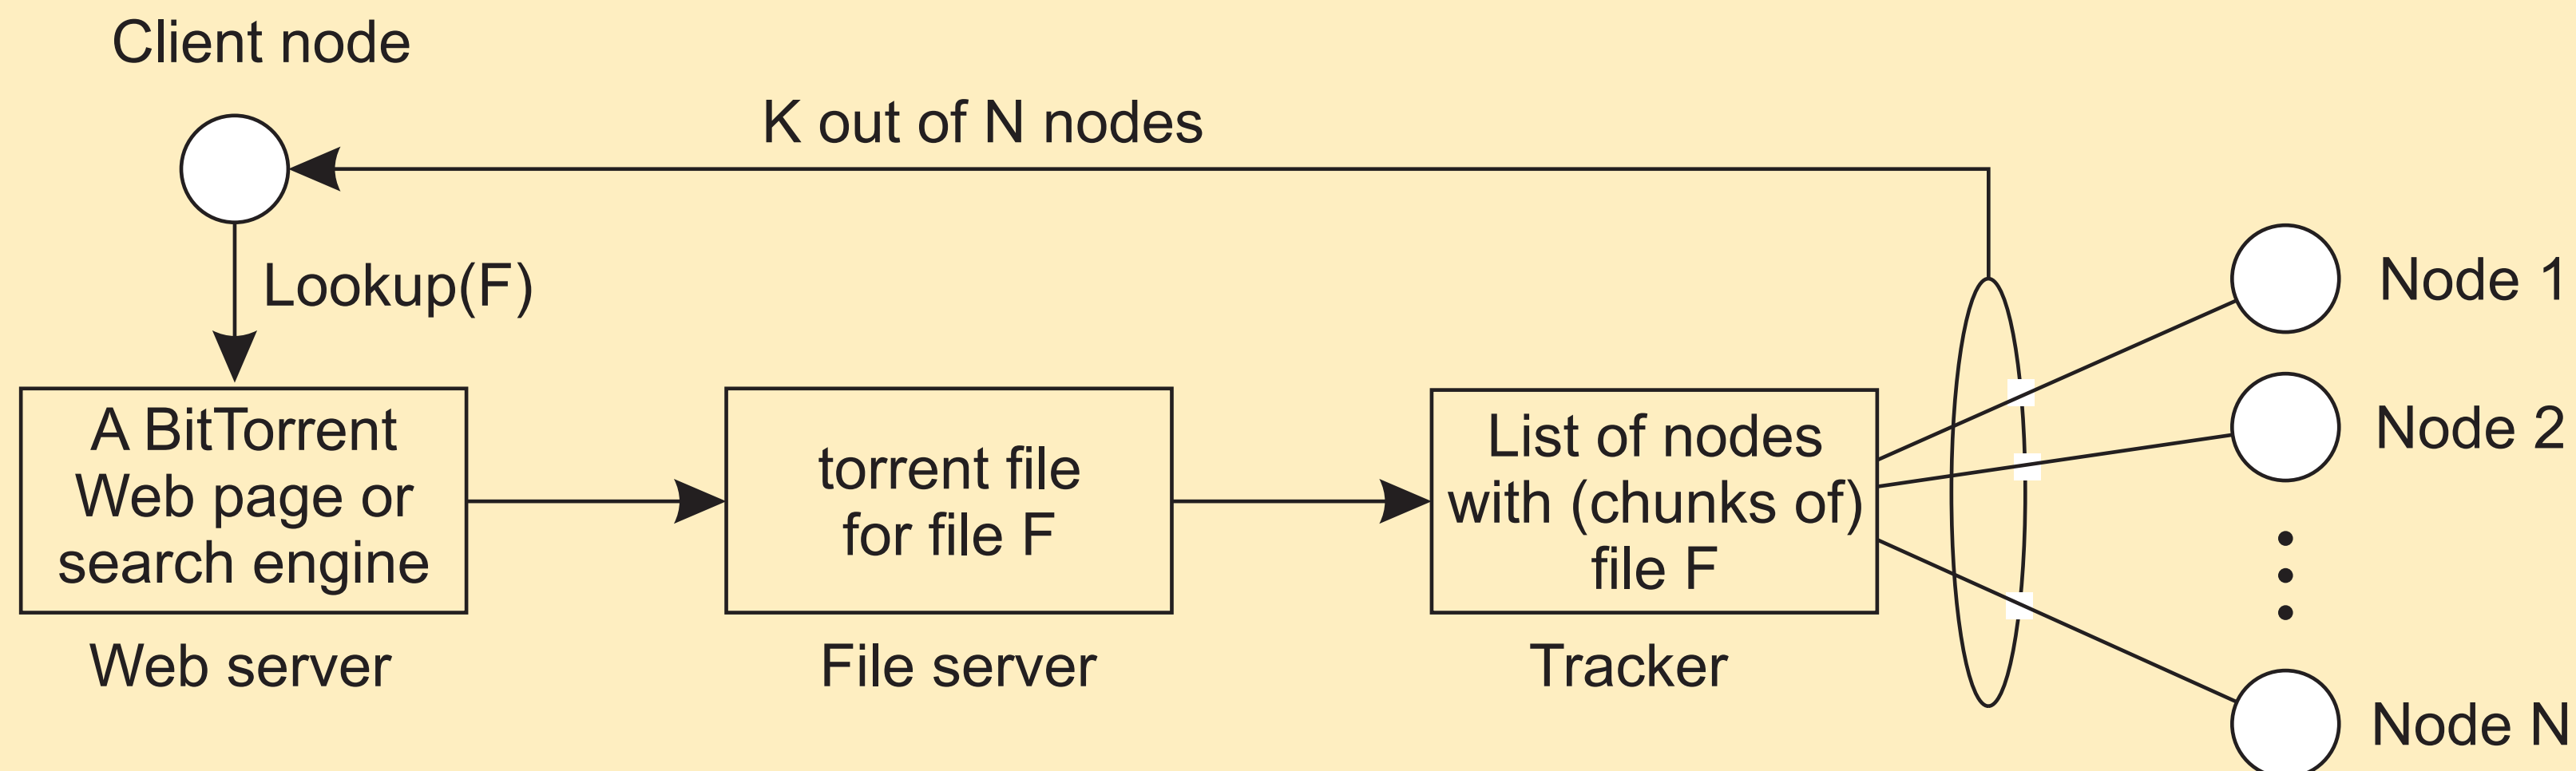 Client node
K out of N nodes
Lookup(F)
A BitTorrent
Web page or
search engine
Web server
torrent file
for file F
File server
List of nodes
with (chunks of)
file F
Tracker
Node 1
Node 2
Node N